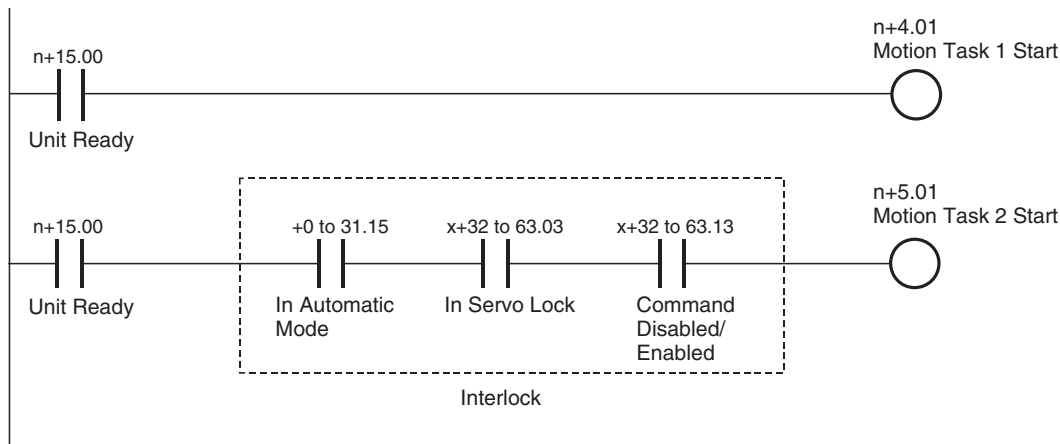 n+4.01
Motion Task 1 Start
n+15.00
Unit Ready
n+5.01
Motion Task 2 Start
n+15.00
+0 to 31.15
x+32 to 63.03
x+32 to 63.13
Unit Ready
In Automatic
Mode
In Servo Lock
Command
Disabled/
Enabled
Interlock